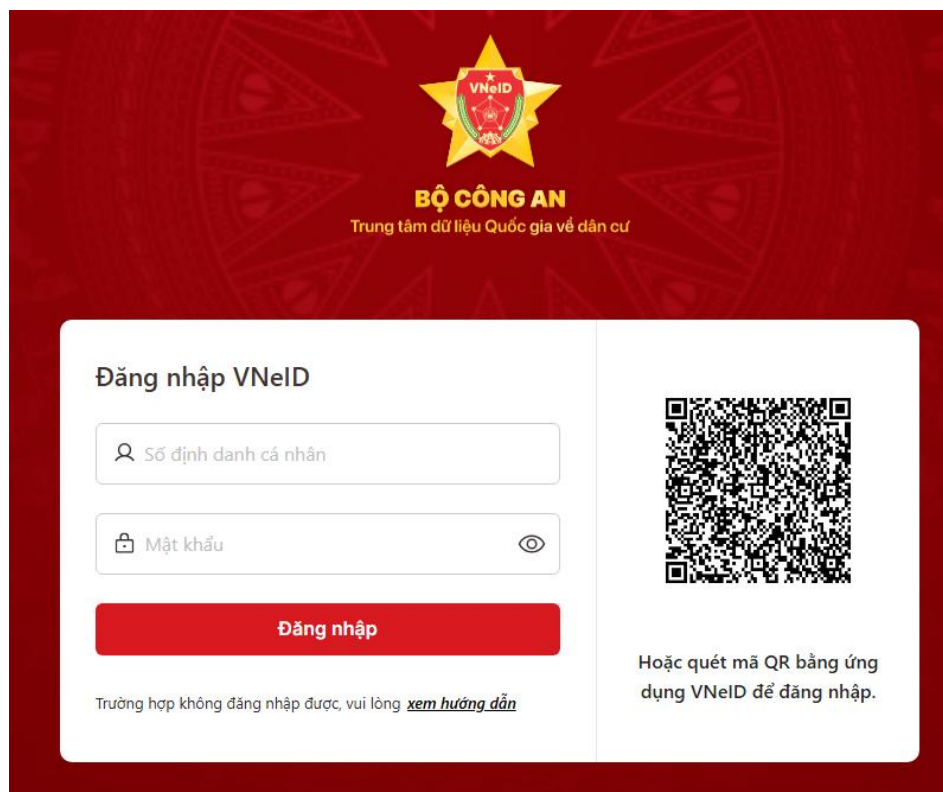 VNeID
BỘ CÔNG AN
Trung tâm dữ liệu Quốc gia về dân cư
Đăng nhập VNeID
Số định danh cá nhân
Mật khẩu
Đăng nhập
Trường hợp không đăng nhập được, vui lòng xem hướng dẫn
Hoặc quét mã QR bằng ứng
dụng VNeID để đăng nhập.